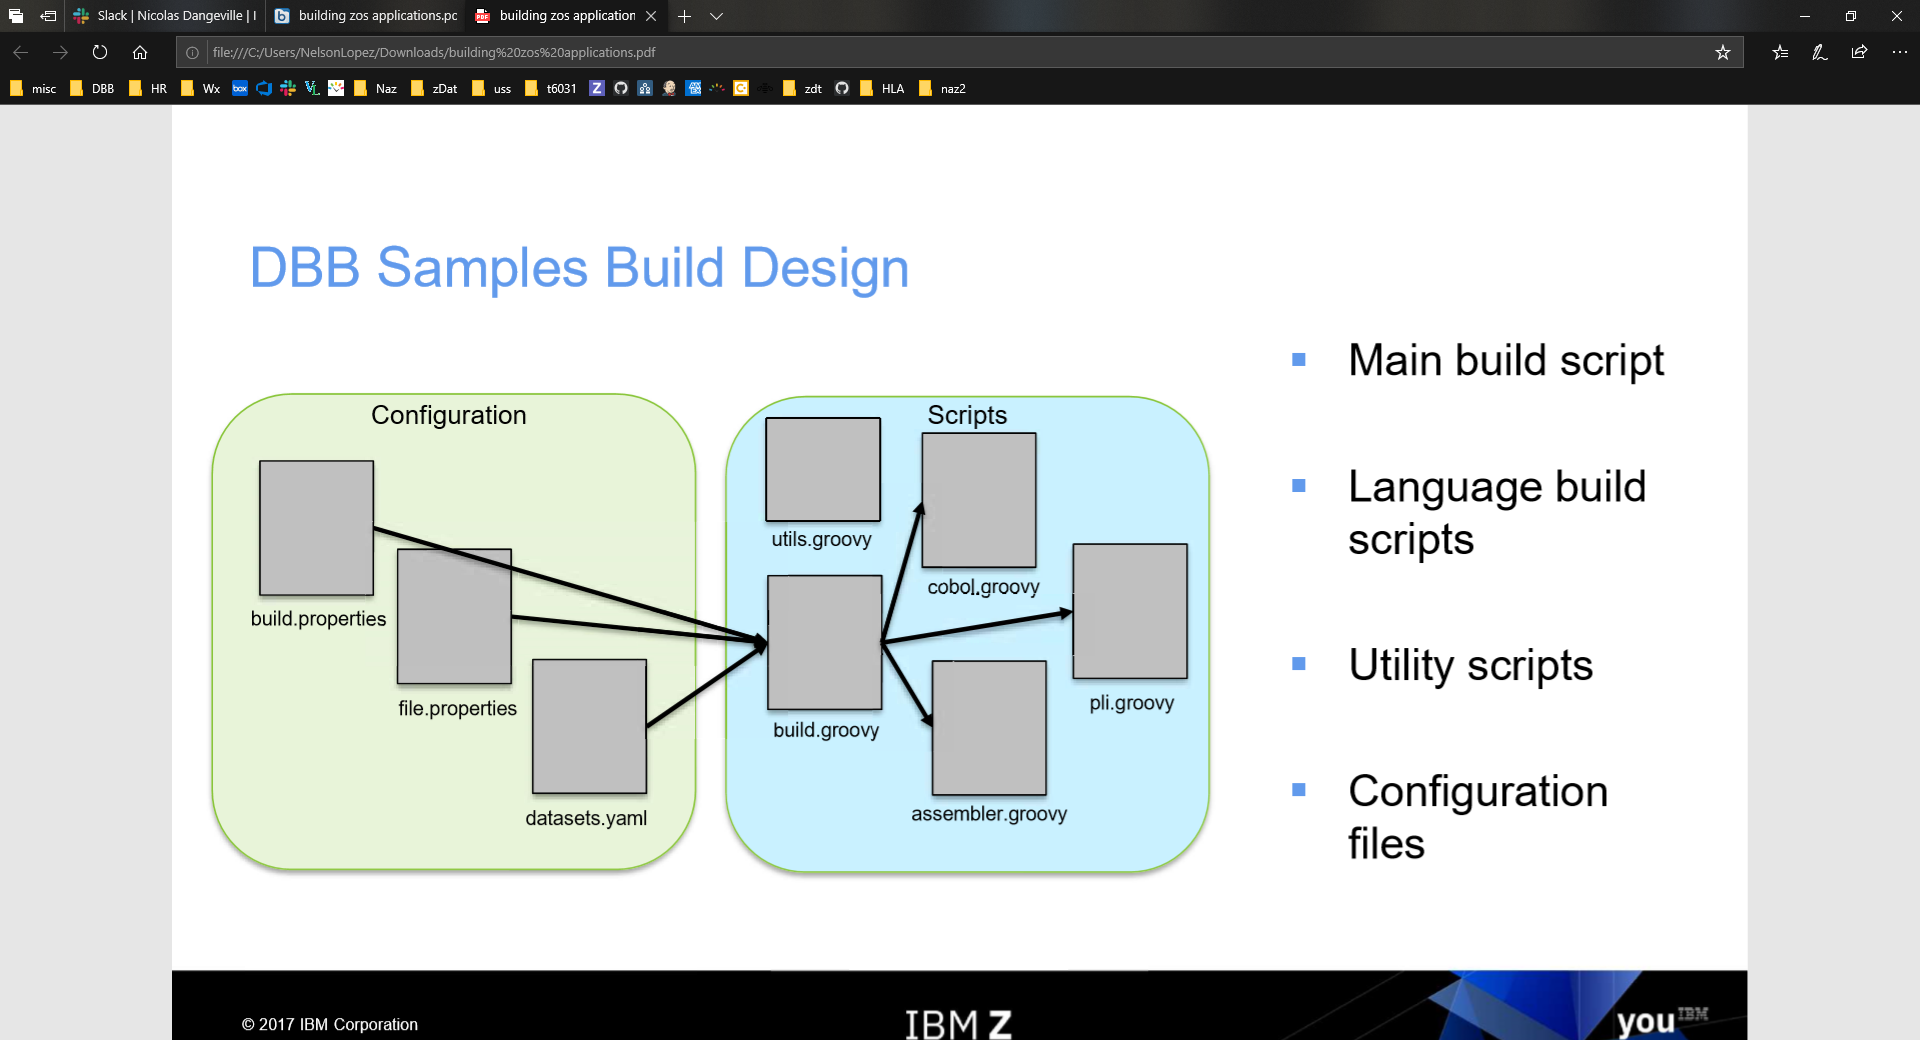 Slack | Nicolas Dangeville | I
building zos applications.pc
building zos application
file:///C:/Users/NelsonLopez/Downloads/building%20zos%20applications.pdf
misc DBB HR Wx box Naz zDat uss t6031 Z zdt HLA naz2
DBB Samples Build Design
Configuration
build.properties
file.properties
datasets.yaml
Scripts
utils.groovy
cobol.groovy
build.groovy
pli.groovy
assembler.groovy
Main build script
Language build
scripts
Utility scripts
Configuration
files
© 2017 IBM Corporation
IBM Z
you IBM